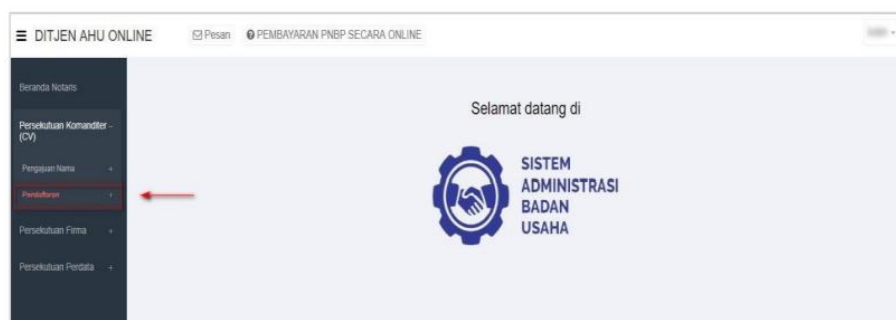 DITJEN AHU ONLINE
Pesan
PEMBAYARAN PNBP SECARA ONLINE
Beranda Notaris
Persekutuan Komanditer -
(CV)
Pengajuan Nama +
Pendaftaran +
Persekutuan Firma +
Persekutuan Perdata +
Selamat datang di
SISTEM
ADMINISTRASI
BADAN
USAHA